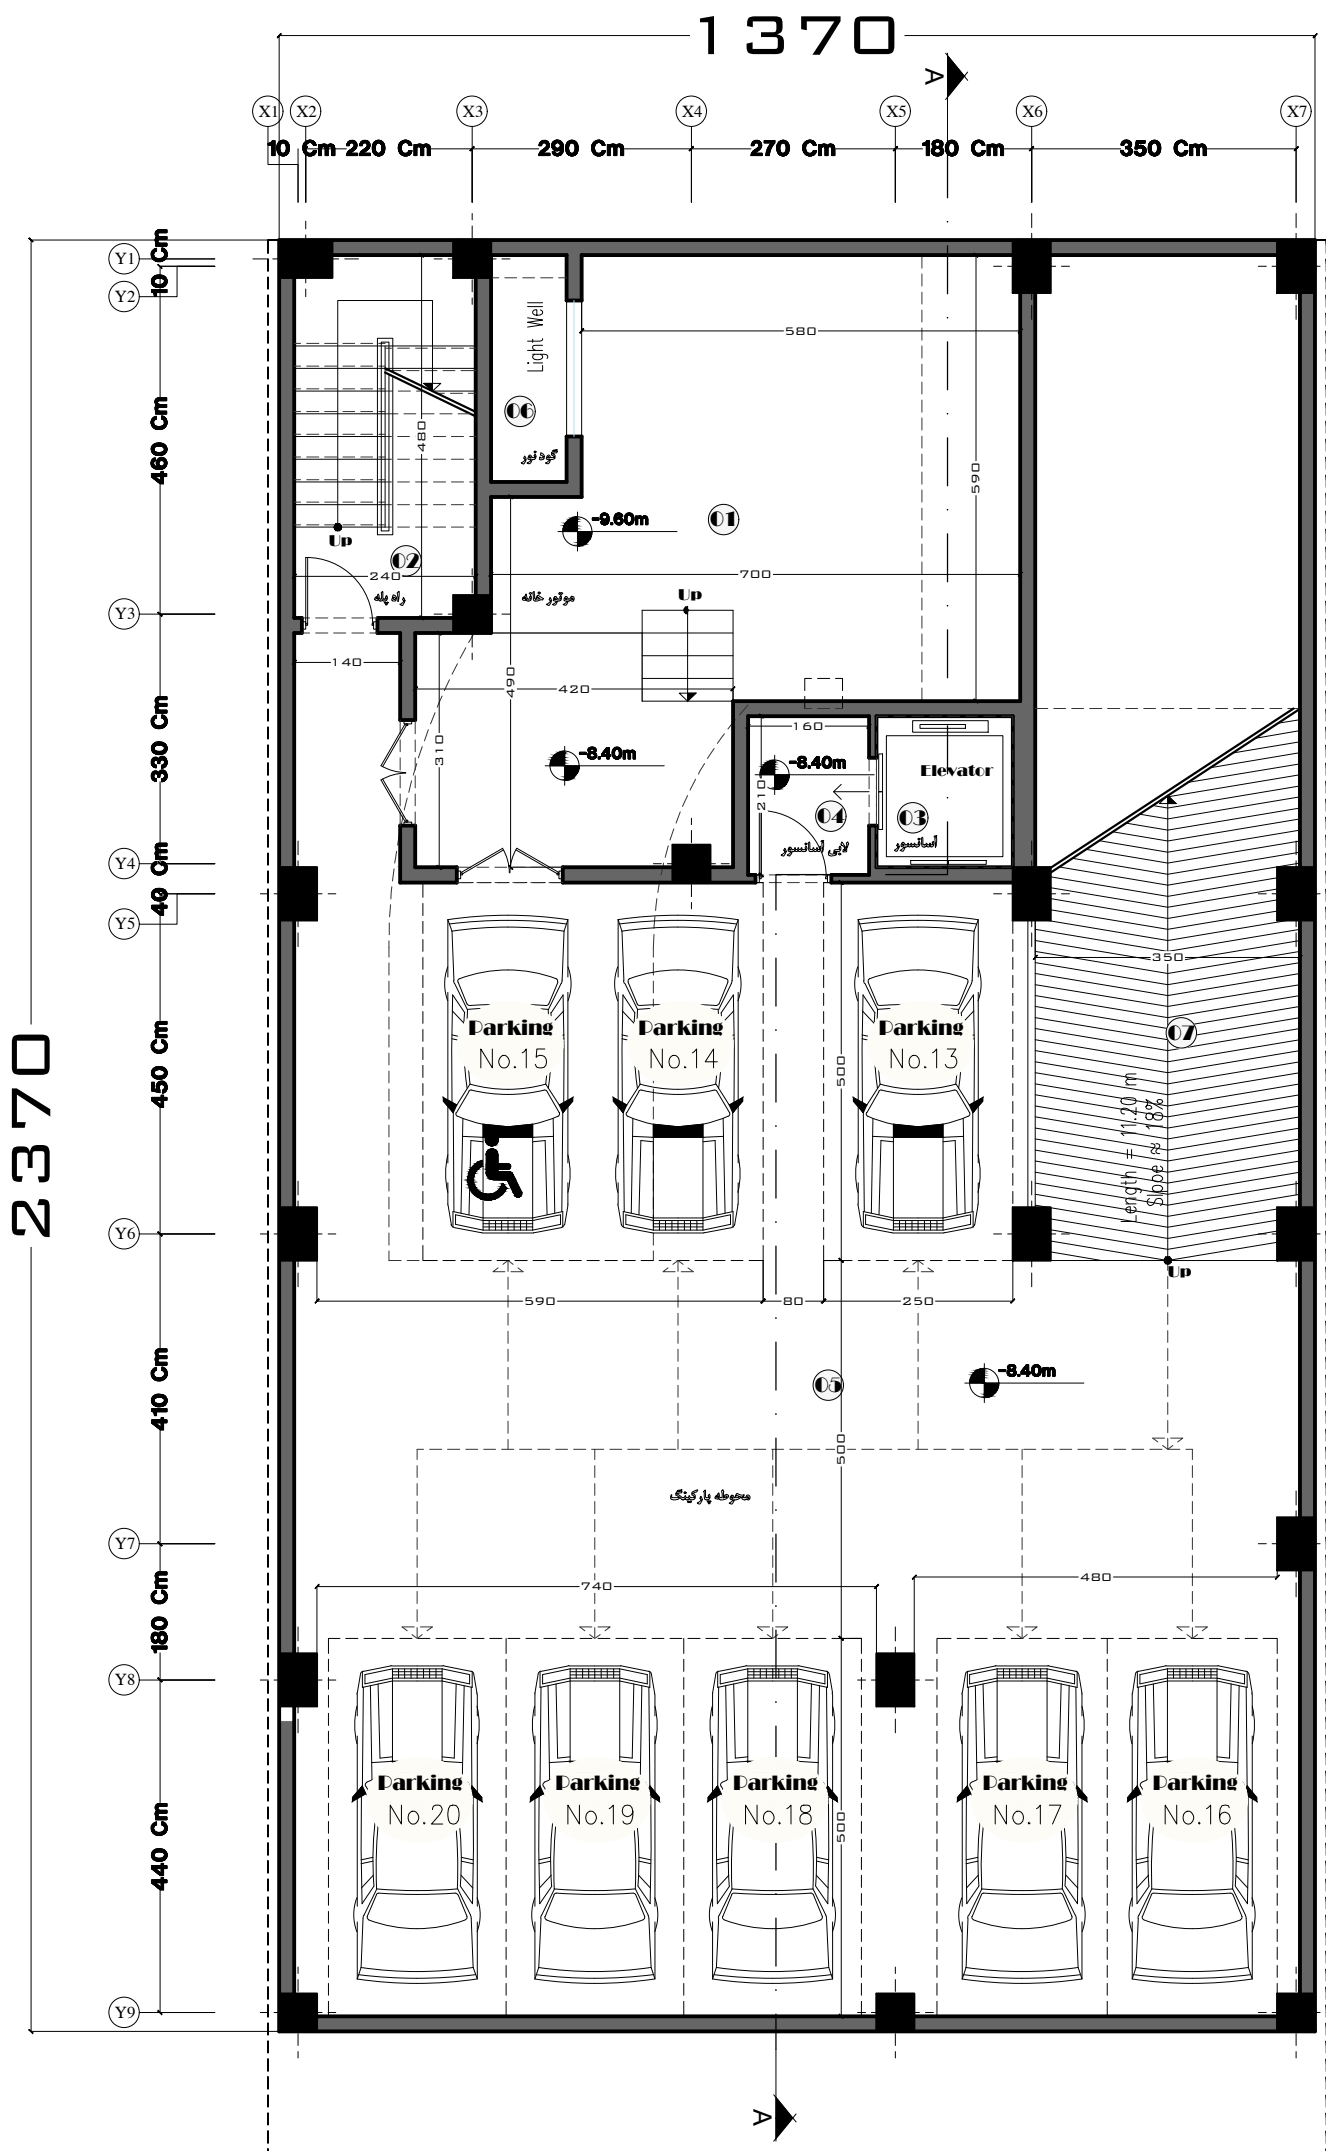 1370
A
X1 X2 X3 X4 X5 X6 X7
10 Cm 220 Cm 290 Cm 270 Cm 180 Cm 350 Cm
Y1
10 Cm
Y2
460 Cm
Y3
330 Cm
Y4
40 Cm
Y5
450 Cm
Y6
410 Cm
Y7
180 Cm
Y8
440 Cm
Y9
2370
Light Well
580
06
480
گود نور
590
-9.60m
01
Up
02
240
700
راه پله
موتور خانه
Up
140
490
420
310
160
-8.40m
-8.40m
210
Elevator
04
03
لابی آسانسور
آسانسور
350
Parking
No.15
Parking
No.14
Parking
No.13
500
07
Length = 11.20 m
Slope ≈ 18%
Up
590
80
250
05
-8.40m
500
محوطه پارکینگ
740
480
Parking
No.20
Parking
No.19
Parking
No.18
500
Parking
No.17
Parking
No.16
A